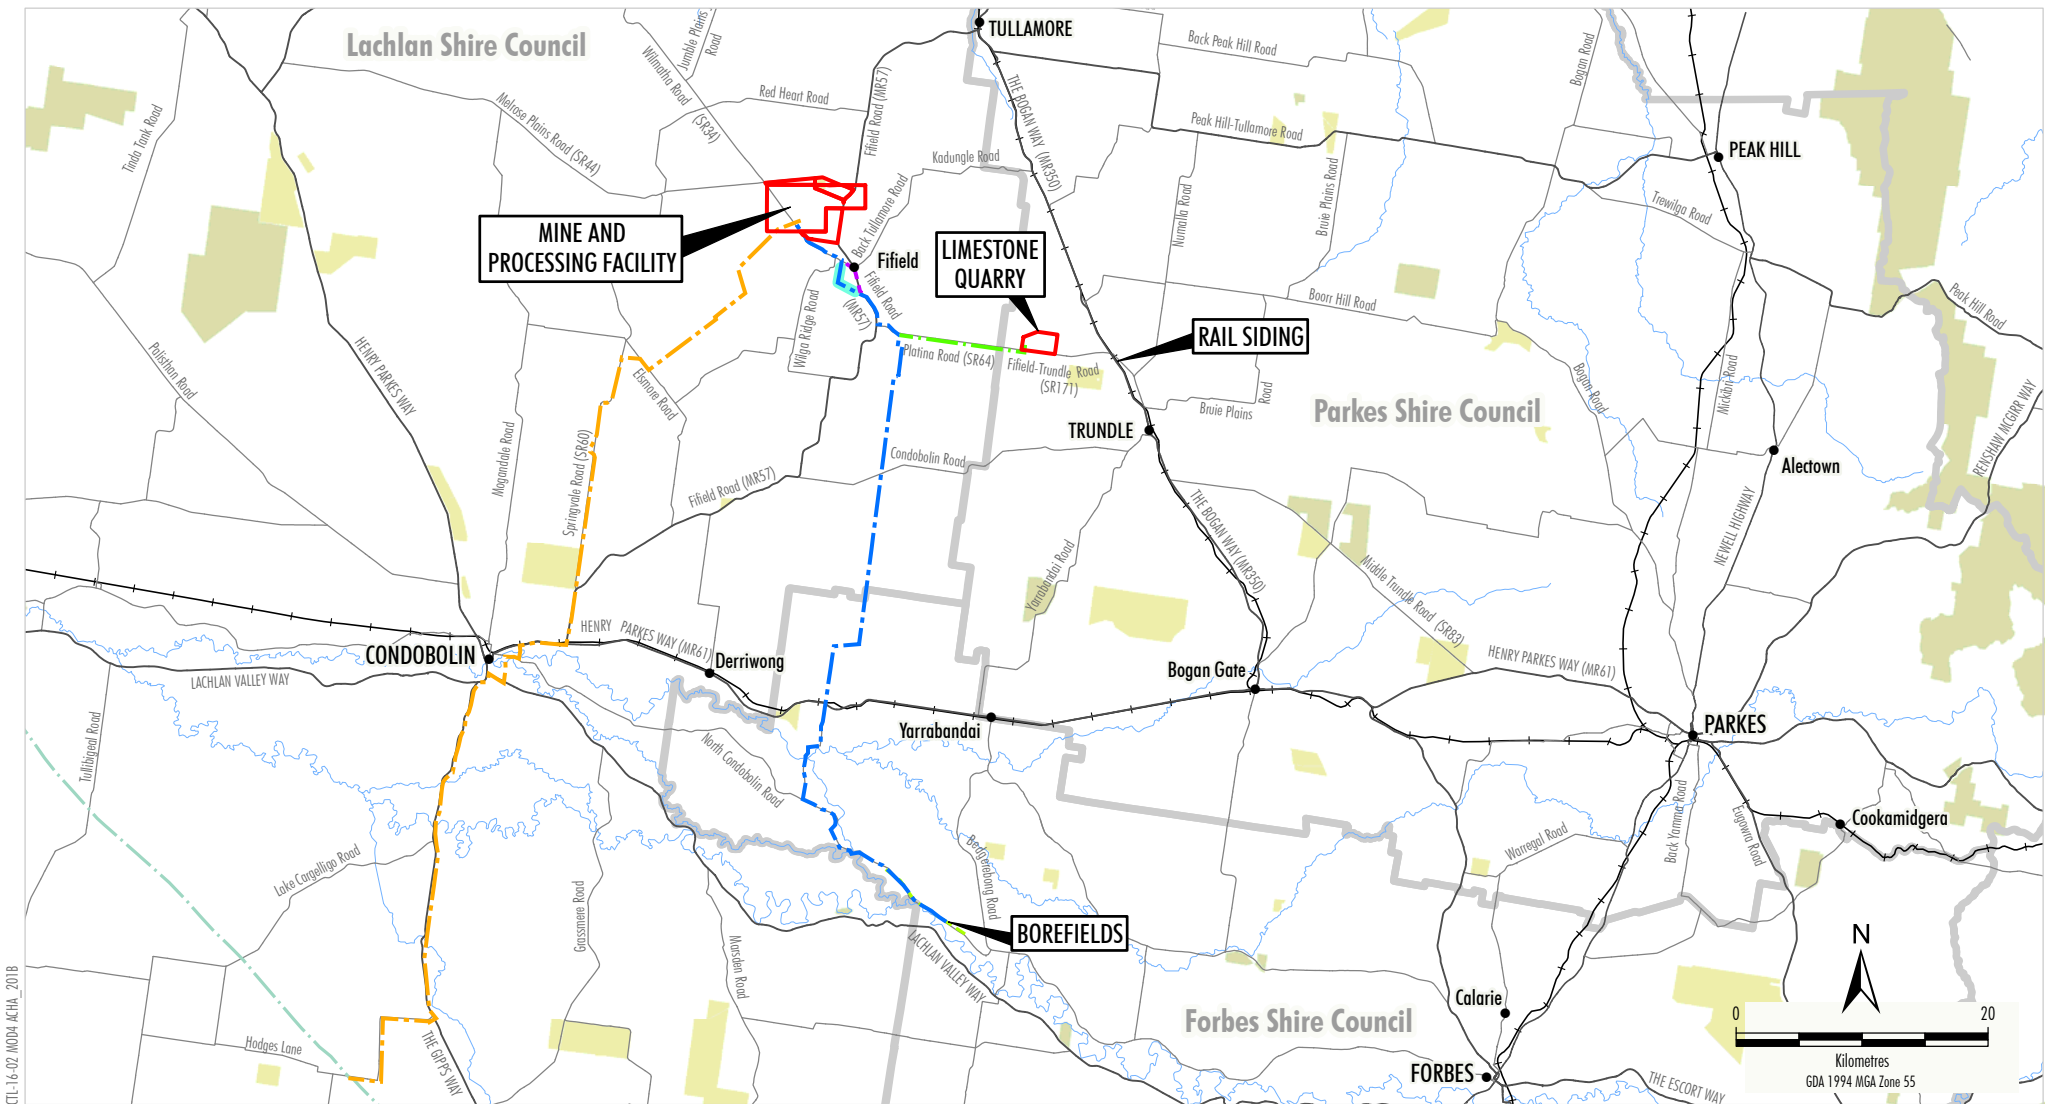 Lachlan Shire Council
Jumble Plains
Road
TULLAMORE
Back Peak Hill Road
Bogan Road
Wilmatha Road
(SR34)
Red Heart Road
Fifield Road (MR57)
THE BOGAN WAY (MR350)
Tinda Tank Road
Melrose Plains Road (SR44)
Peak Hill-Tullamore Road
PEAK HILL
Kadungle Road
Back Tullamore Road
Numalla Road
Bruie Plains Road
Trewilga Road
MINE AND
PROCESSING FACILITY
Fifield
LIMESTONE
QUARRY
Fifield Road
(MR57)
Wilga Ridge Road
Boorr Hill Road
Peak Hill Road
RAIL SIDING
Palisthan Road
HENRY PARKES WAY
Elsmore Road
Platina Road (SR64)
Fifield-Trundle Road
(SR171)
Bogan Road
Mickibri Road
Bruie Plains
Road
Parkes Shire Council
RENSHAW MCGIRR WAY
TRUNDLE
Mogandale Road
Springvale Road (SR60)
Condobolin Road
Fifield Road (MR57)
Alectown
THE BOGAN WAY (MR350)
NEWELL HIGHWAY
Yarrabandai Road
Middle Trundle Road (SR83)
HENRY PARKES WAY (MR61)
CONDOBOLIN
Derriwong
LACHLAN VALLEY WAY
Bogan Gate
HENRY PARKES WAY (MR61)
Tullibigeal Road
Yarrabandai
PARKES
North Condobolin Road
Lake Cargelligo Road
Grassmere Road
Marsden Road
Bedgerebong Road
Warregal Road
Back Yamma Road
Eugowra Road
Cookamidgera
BOREFIELDS
LACHLAN VALLEY WAY
N
Calarie
Forbes Shire Council
0 20
Kilometres
GDA 1994 MGA Zone 55
Hodges Lane
THE GIPPS WAY
FORBES
THE ESCORT WAY
CTL-16-02 MOD4 ACHA_201B